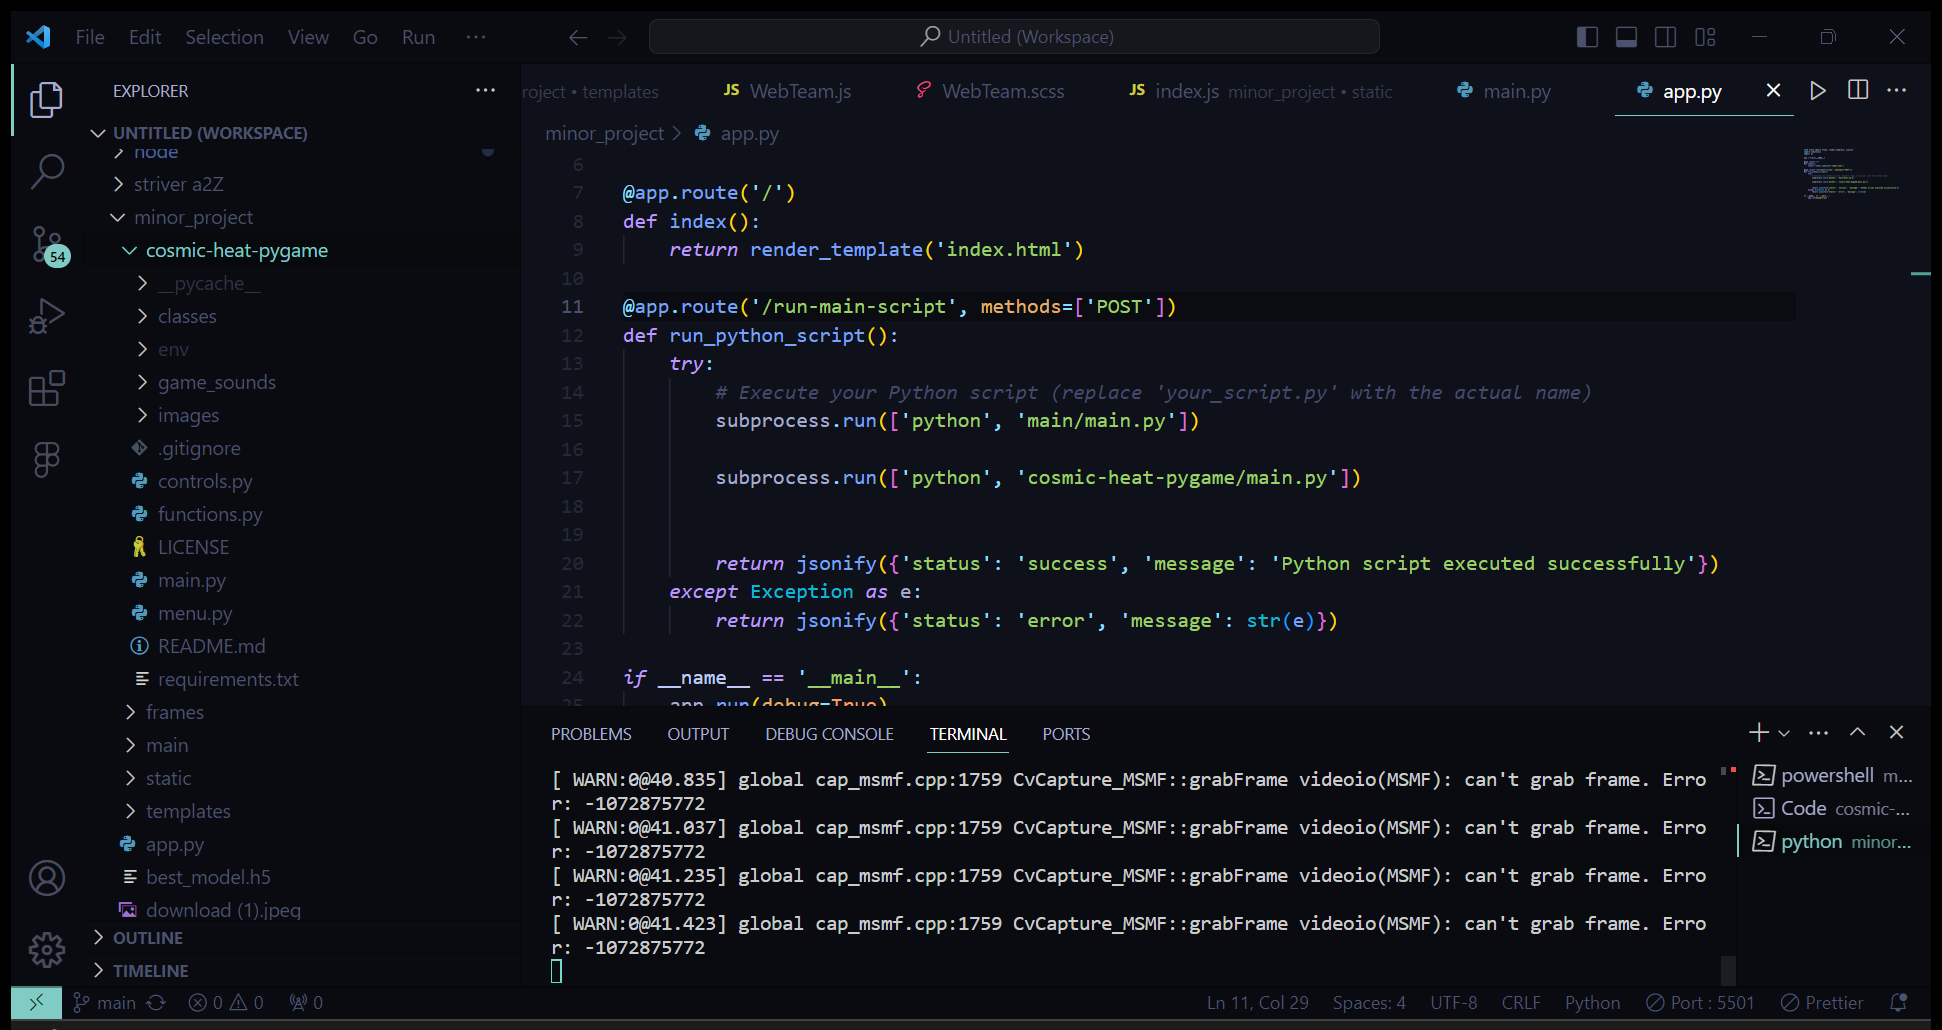 File Edit Selection View Go Run ··· Untitled (Workspace)
EXPLORER ···
UNTITLED (WORKSPACE)
node
striver a2Z
minor_project
cosmic-heat-pygame
__pycache__
classes
env
game_sounds
images
.gitignore
controls.py
functions.py
LICENSE
main.py
menu.py
README.md
requirements.txt
frames
main
static
templates
app.py
best_model.h5
download (1).jpeg
OUTLINE
TIMELINE
54
roject • templates JS WebTeam.js WebTeam.scss JS index.js minor_project • static main.py app.py
minor_project > app.py
6
7 @app.route('/')
8 def index():
9 return render_template('index.html')
10
11 @app.route('/run-main-script', methods=['POST'])
12 def run_python_script():
13 try:
14 # Execute your Python script (replace 'your_script.py' with the actual name)
15 subprocess.run(['python', 'main/main.py'])
16
17 subprocess.run(['python', 'cosmic-heat-pygame/main.py'])
18
19
20 return jsonify({'status': 'success', 'message': 'Python script executed successfully'})
21 except Exception as e:
22 return jsonify({'status': 'error', 'message': str(e)})
23
24 if __name__ == '__main__':
25 app.run(debug=True)
PROBLEMS OUTPUT DEBUG CONSOLE TERMINAL PORTS
[ WARN:0@40.835] global cap_msmf.cpp:1759 CvCapture_MSMF::grabFrame videoio(MSMF): can't grab frame. Erro
r: -1072875772
[ WARN:0@41.037] global cap_msmf.cpp:1759 CvCapture_MSMF::grabFrame videoio(MSMF): can't grab frame. Erro
r: -1072875772
[ WARN:0@41.235] global cap_msmf.cpp:1759 CvCapture_MSMF::grabFrame videoio(MSMF): can't grab frame. Erro
r: -1072875772
[ WARN:0@41.423] global cap_msmf.cpp:1759 CvCapture_MSMF::grabFrame videoio(MSMF): can't grab frame. Erro
r: -1072875772
powershell m...
Code cosmic-...
python minor...
main 0 0 0 Ln 11, Col 29 Spaces: 4 UTF-8 CRLF Python Port : 5501 Prettier